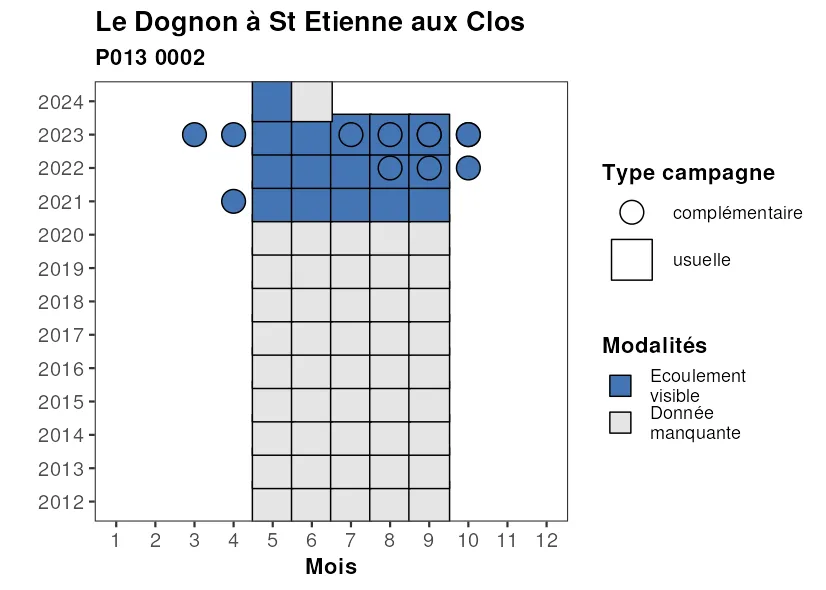 Le Dognon à St Etienne aux Clos
P013 0002
2024
2023
2022
2021
2020
2019
2018
2017
2016
2015
2014
2013
2012
1 2 3 4 5 6 7 8 9 10 11 12
Mois
Type campagne
complémentaire
usuelle
Modalités
Ecoulement
visible
Donnée
manquante